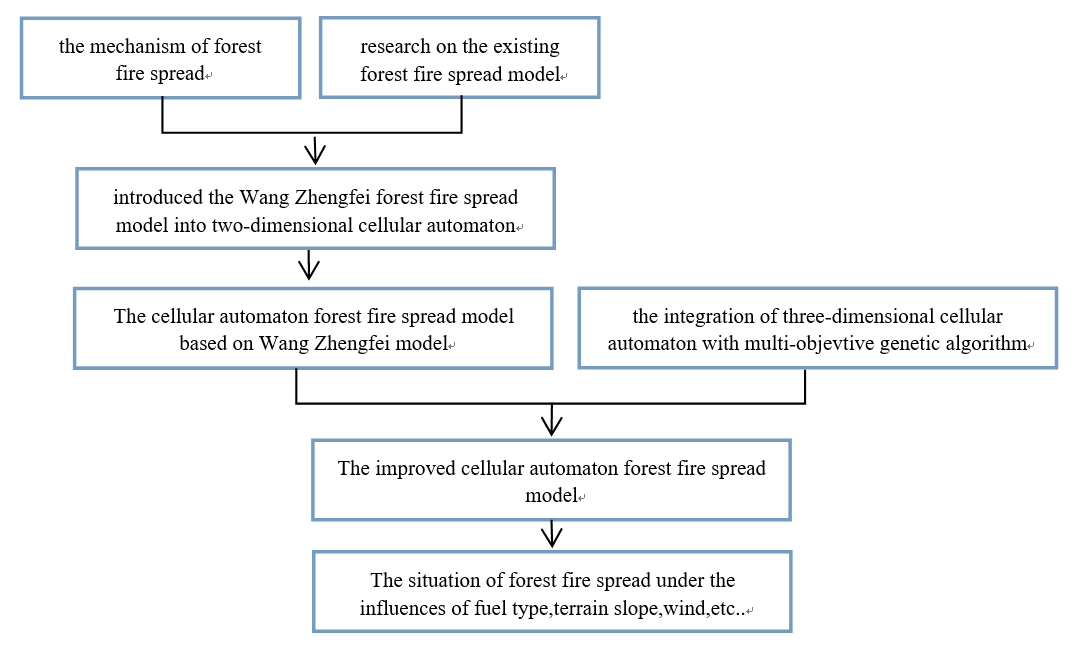 the mechanism of forest
fire spread↵
research on the existing
forest fire spread model↵
introduced the Wang Zhengfei forest fire spread
model into two-dimensional cellular automaton↵
The cellular automaton forest fire spread model
based on Wang Zhengfei model↵
the integration of three-dimensional cellular
automaton with multi-objevtive genetic algorithm↵
The improved cellular automaton forest fire spread
model↵
The situation of forest fire spread under the
influences of fuel type,terrain slope,wind,etc..↵